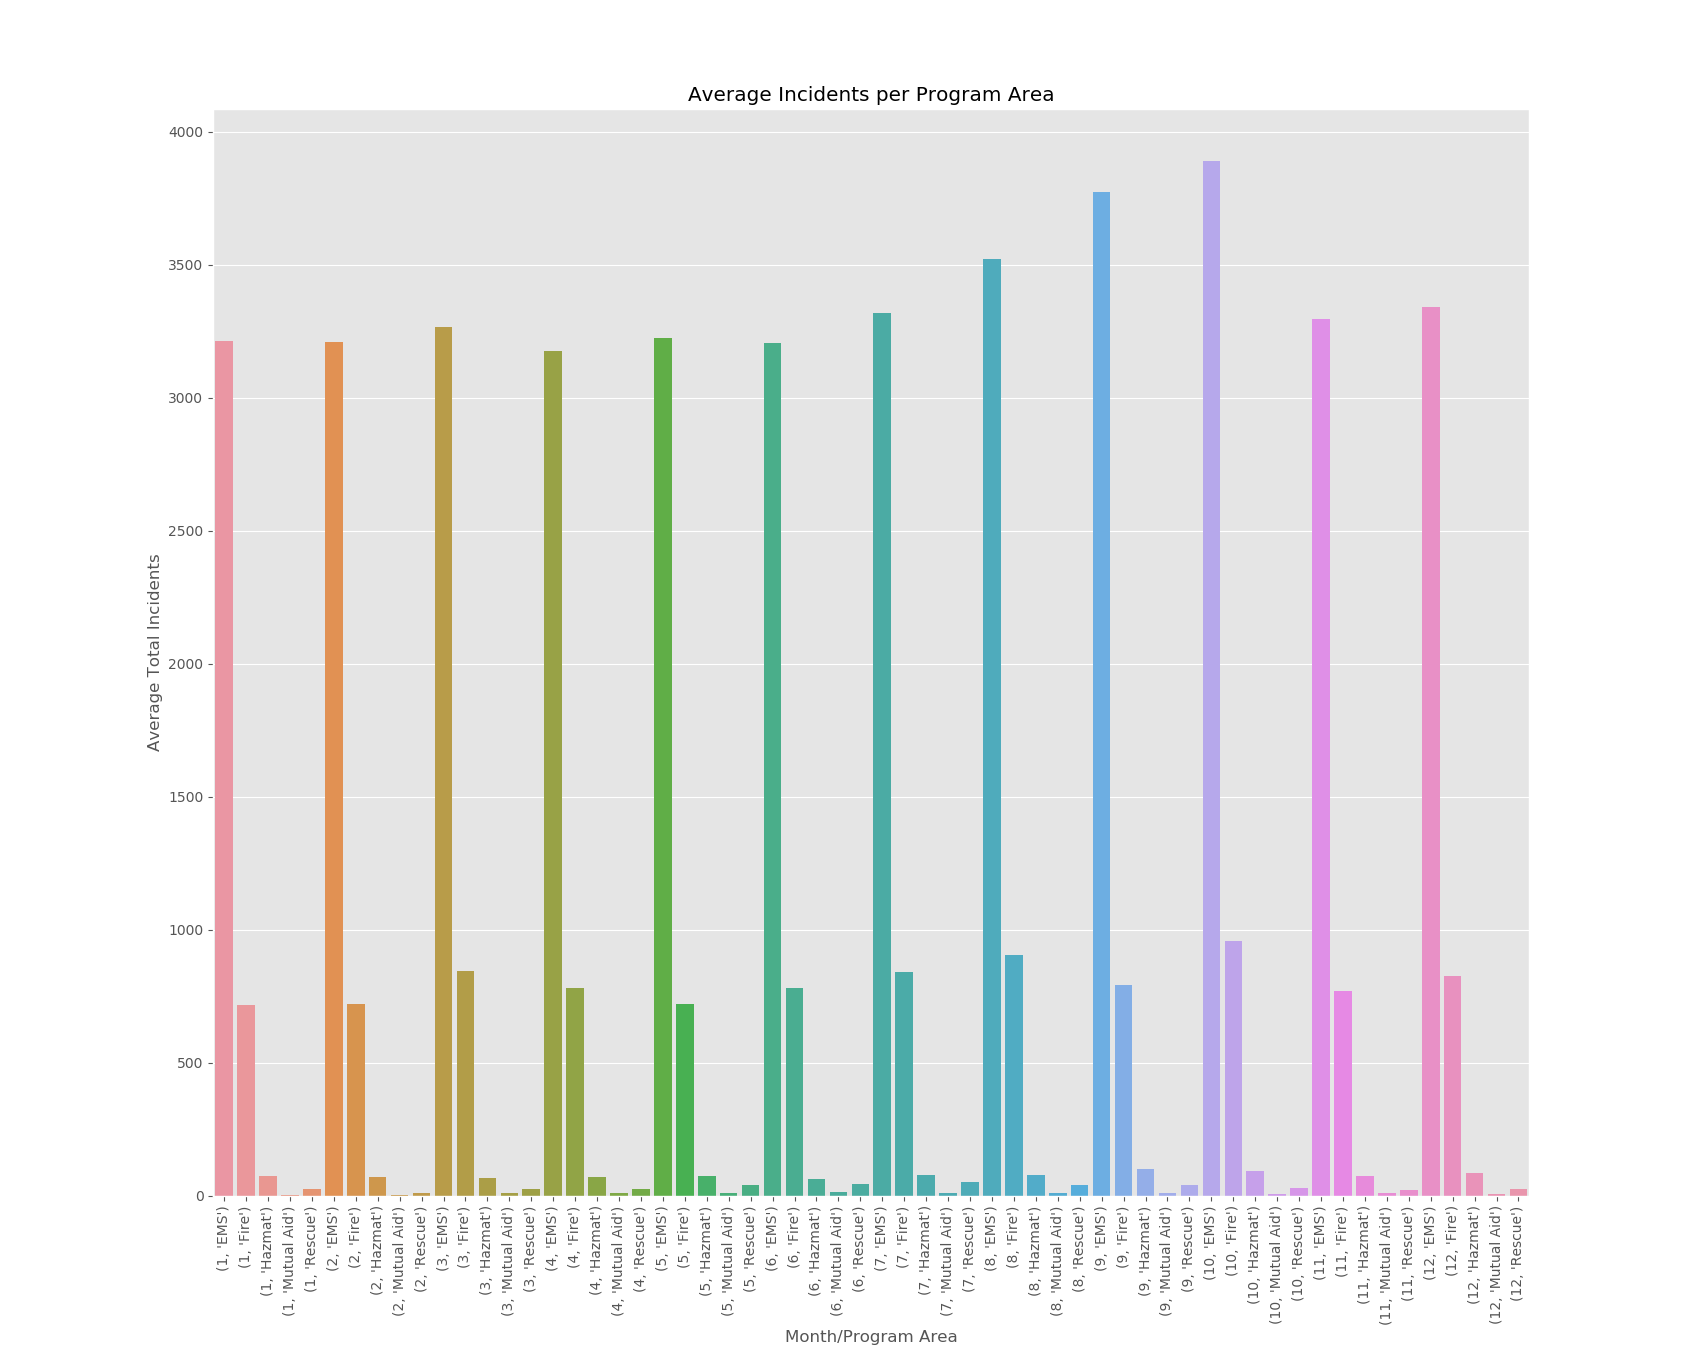 Average Incidents per Program Area
4000
3500
3000
2500
2000
1500
1000
500
0
Average Total Incidents
(1, 'EMS')
(1, 'Fire')
(1, 'Hazmat')
(1, 'Mutual Aid')
(1, 'Rescue')
(2, 'EMS')
(2, 'Fire')
(2, 'Hazmat')
(2, 'Mutual Aid')
(2, 'Rescue')
(3, 'EMS')
(3, 'Fire')
(3, 'Hazmat')
(3, 'Mutual Aid')
(3, 'Rescue')
(4, 'EMS')
(4, 'Fire')
(4, 'Hazmat')
(4, 'Mutual Aid')
(4, 'Rescue')
(5, 'EMS')
(5, 'Fire')
(5, 'Hazmat')
(5, 'Mutual Aid')
(5, 'Rescue')
(6, 'EMS')
(6, 'Fire')
(6, 'Hazmat')
(6, 'Mutual Aid')
(6, 'Rescue')
(7, 'EMS')
(7, 'Fire')
(7, 'Hazmat')
(7, 'Mutual Aid')
(7, 'Rescue')
(8, 'EMS')
(8, 'Fire')
(8, 'Hazmat')
(8, 'Mutual Aid')
(8, 'Rescue')
(9, 'EMS')
(9, 'Fire')
(9, 'Hazmat')
(9, 'Mutual Aid')
(9, 'Rescue')
(10, 'EMS')
(10, 'Fire')
(10, 'Hazmat')
(10, 'Mutual Aid')
(10, 'Rescue')
(11, 'EMS')
(11, 'Fire')
(11, 'Hazmat')
(11, 'Mutual Aid')
(11, 'Rescue')
(12, 'EMS')
(12, 'Fire')
(12, 'Hazmat')
(12, 'Mutual Aid')
(12, 'Rescue')
Month/Program Area